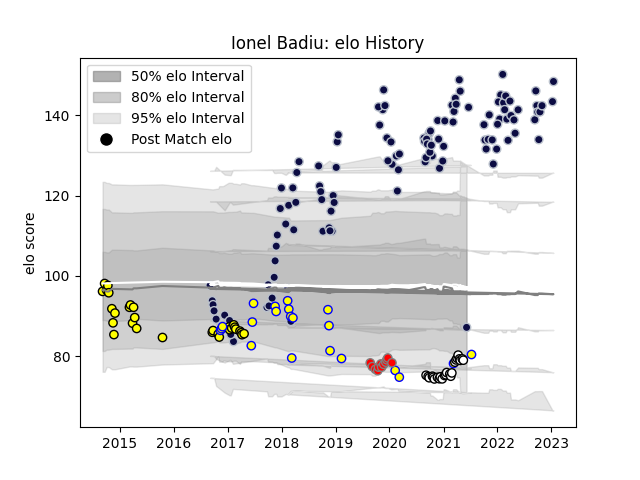 Ionel Badiu: elo History
50% elo Interval
80% elo Interval
95% elo Interval
Post Match elo
elo score
140
120
100
80
2015 2016 2017 2018 2019 2020 2021 2022 2023